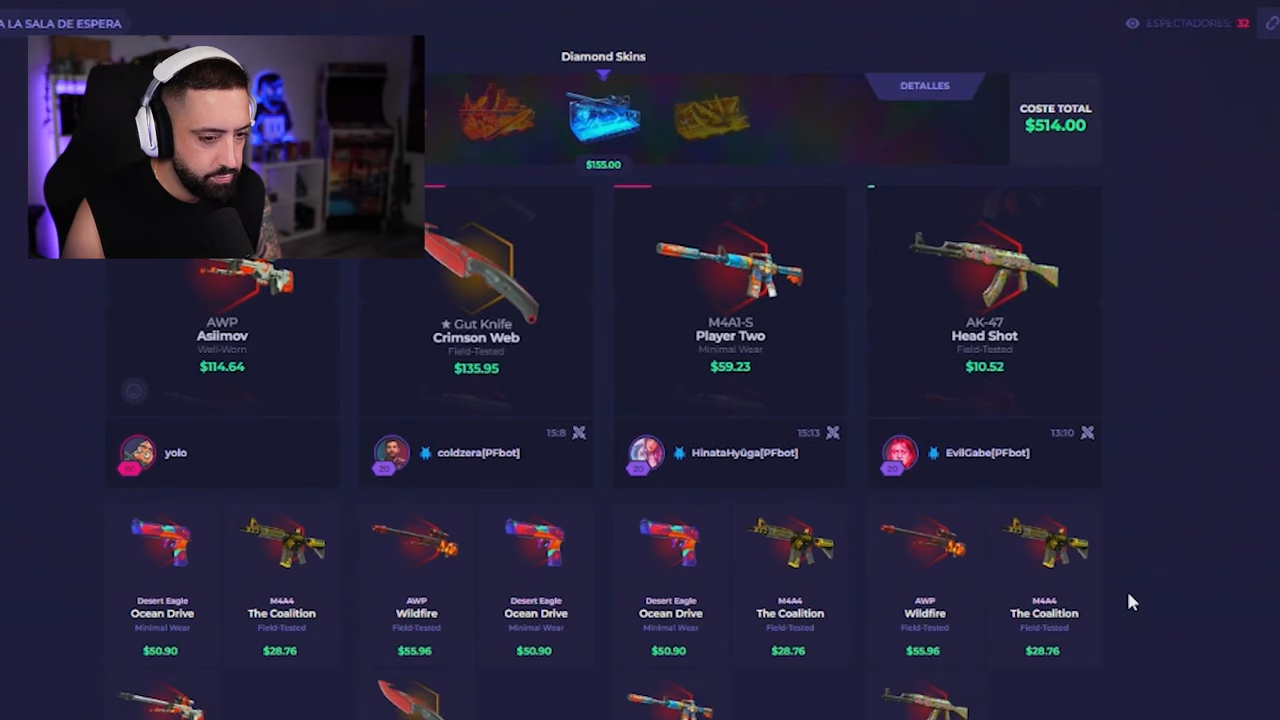 A LA SALA DE ESPERA
ESPECTADORES: 32
Diamond Skins
DETALLES
COSTE TOTAL
$514.00
$155.00
AWP
Asiimov
Well-Worn
$114.64
★ Gut Knife
Crimson Web
Field-Tested
$135.95
M4A1-S
Player Two
Minimal Wear
$59.23
AK-47
Head Shot
Field-Tested
$10.52
yolo
15:8
20
coldzera[PFbot]
15:13
20
HinataHyūga[PFbot]
13:10
20
EvilGabe[PFbot]
Desert Eagle
Ocean Drive
Minimal Wear
$50.90
M4A4
The Coalition
Field-Tested
$28.76
AWP
Wildfire
Field-Tested
$55.96
Desert Eagle
Ocean Drive
Minimal Wear
$50.90
Desert Eagle
Ocean Drive
Minimal Wear
$50.90
M4A4
The Coalition
Field-Tested
$28.76
AWP
Wildfire
Field-Tested
$55.96
M4A4
The Coalition
Field-Tested
$28.76